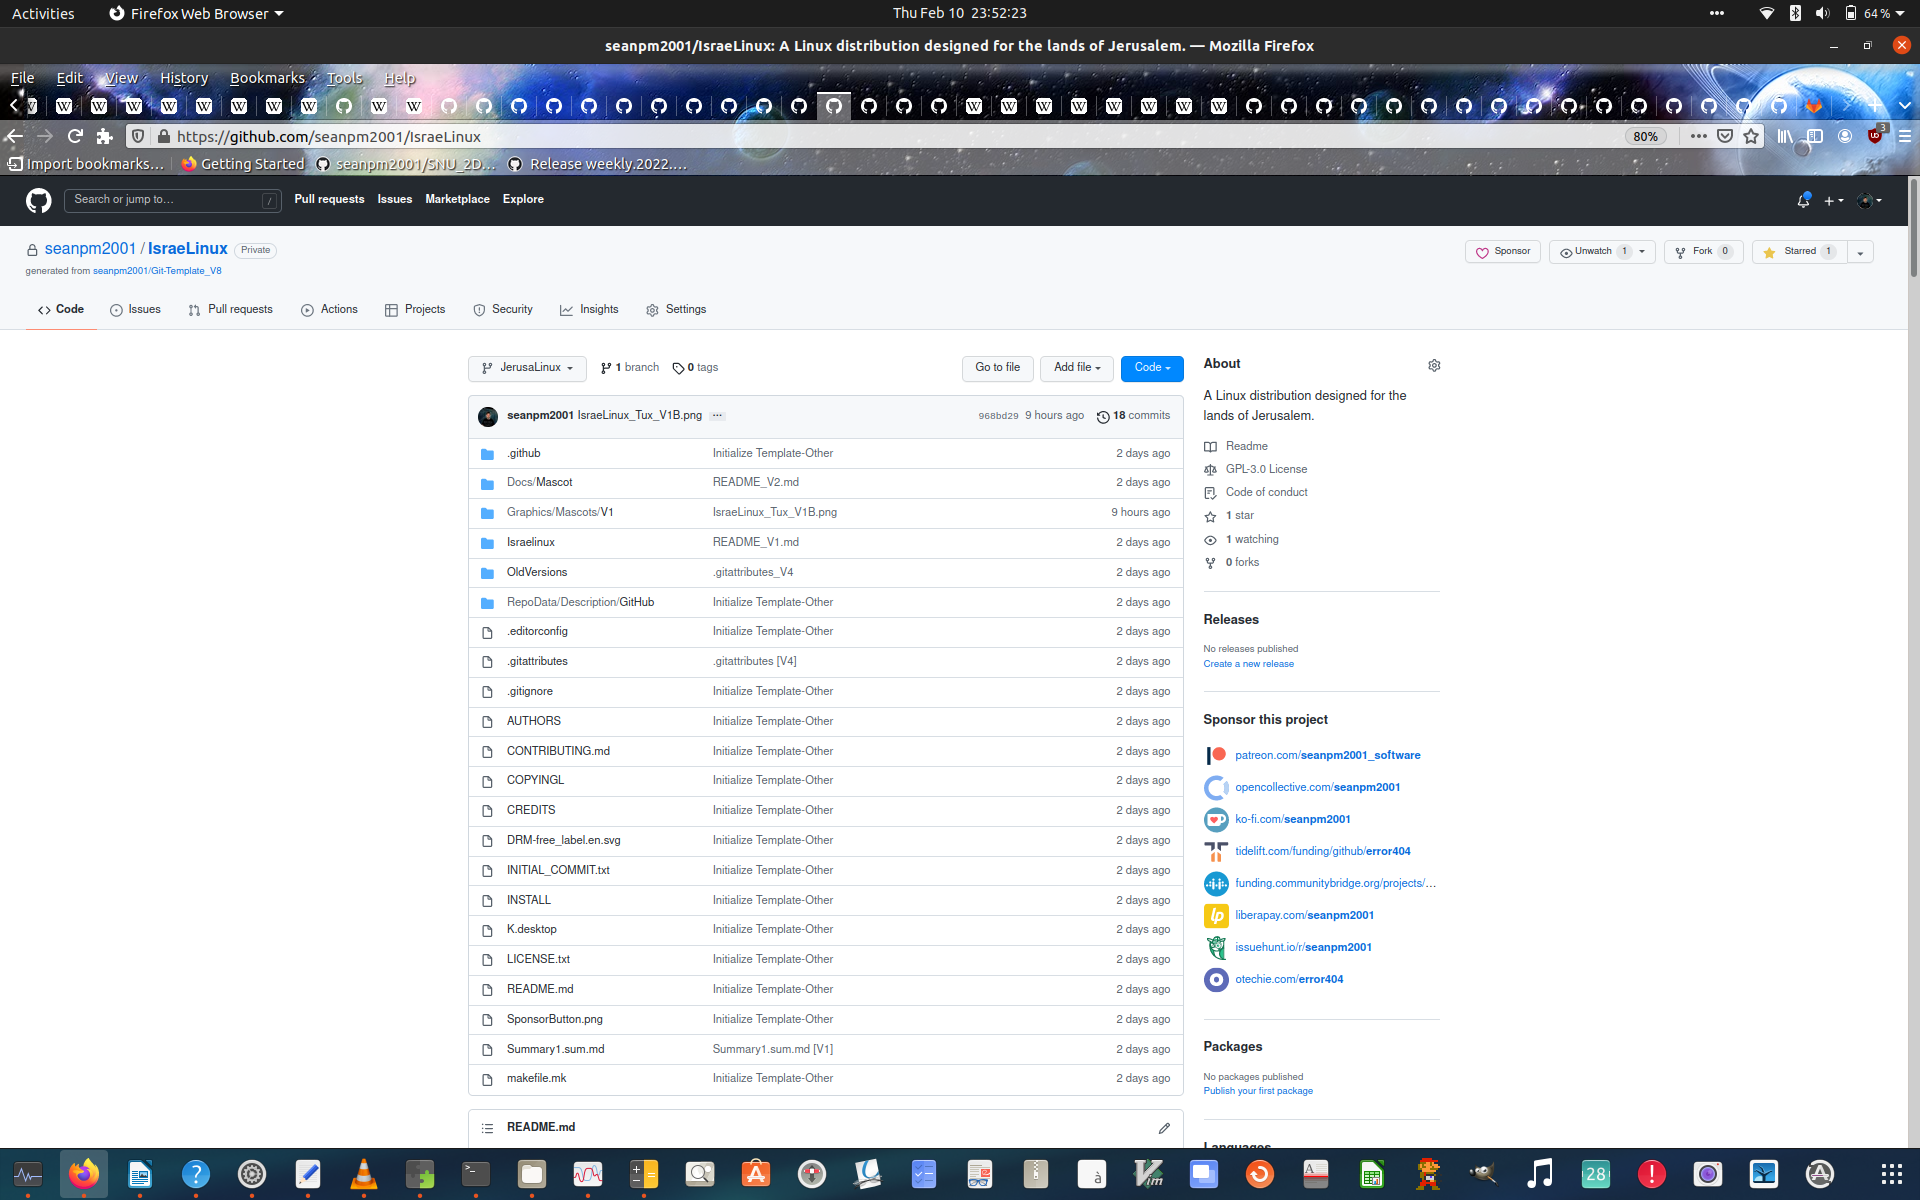 Activities Firefox Web Browser Thu Feb 10 23:52:23 64 %
seanpm2001/IsraeLinux: A Linux distribution designed for the lands of Jerusalem. — Mozilla Firefox
File Edit View History Bookmarks Tools Help
https://github.com/seanpm2001/IsraeLinux 80% 3
Import bookmarks... Getting Started seanpm2001/SNU_2D... Release weekly.2022....
Search or jump to... / Pull requests Issues Marketplace Explore
seanpm2001 / IsraeLinux Private Sponsor Unwatch 1 Fork 0 Starred 1
generated from seanpm2001/Git-Template_V8
Code Issues Pull requests Actions Projects Security Insights Settings
JerusaLinux 1 branch 0 tags Go to file Add file Code
seanpm2001 IsraeLinux_Tux_V1B.png ... 968bd29 9 hours ago 18 commits
.github Initialize Template-Other 2 days ago
Docs/Mascot README_V2.md 2 days ago
Graphics/Mascots/V1 IsraeLinux_Tux_V1B.png 9 hours ago
Israelinux README_V1.md 2 days ago
OldVersions .gitattributes_V4 2 days ago
RepoData/Description/GitHub Initialize Template-Other 2 days ago
.editorconfig Initialize Template-Other 2 days ago
.gitattributes .gitattributes [V4] 2 days ago
.gitignore Initialize Template-Other 2 days ago
AUTHORS Initialize Template-Other 2 days ago
CONTRIBUTING.md Initialize Template-Other 2 days ago
COPYINGL Initialize Template-Other 2 days ago
CREDITS Initialize Template-Other 2 days ago
DRM-free_label.en.svg Initialize Template-Other 2 days ago
INITIAL_COMMIT.txt Initialize Template-Other 2 days ago
INSTALL Initialize Template-Other 2 days ago
K.desktop Initialize Template-Other 2 days ago
LICENSE.txt Initialize Template-Other 2 days ago
README.md Initialize Template-Other 2 days ago
SponsorButton.png Initialize Template-Other 2 days ago
Summary1.sum.md Summary1.sum.md [V1] 2 days ago
makefile.mk Initialize Template-Other 2 days ago
README.md
About
A Linux distribution designed for the
lands of Jerusalem.
Readme
GPL-3.0 License
Code of conduct
1 star
1 watching
0 forks
Releases
No releases published
Create a new release
Sponsor this project
patreon.com/seanpm2001_software
opencollective.com/seanpm2001
ko-fi.com/seanpm2001
tidelift.com/funding/github/error404
funding.communitybridge.org/projects/...
liberapay.com/seanpm2001
issuehunt.io/r/seanpm2001
otechie.com/error404
Packages
No packages published
Publish your first package
Languages
28